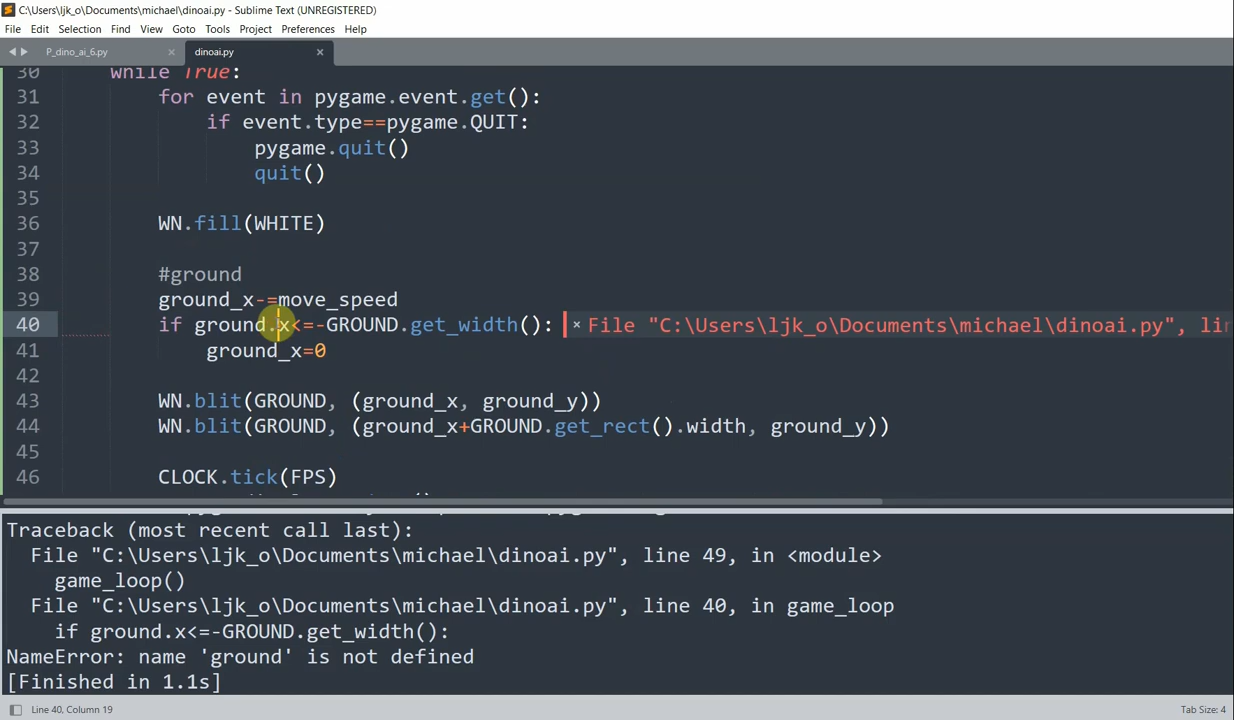 C:\Users\ljk_o\Documents\michael\dinoai.py - Sublime Text (UNREGISTERED)
File Edit Selection Find View Goto Tools Project Preferences Help
P_dino_ai_6.py × dinoai.py ×
30 while True:
31 for event in pygame.event.get():
32 if event.type==pygame.QUIT:
33 pygame.quit()
34 quit()
35
36 WN.fill(WHITE)
37
38 #ground
39 ground_x-=move_speed
40 if ground.x<=-GROUND.get_width(): × File "C:\Users\ljk_o\Documents\michael\dinoai.py", lin
41 ground_x=0
42
43 WN.blit(GROUND, (ground_x, ground_y))
44 WN.blit(GROUND, (ground_x+GROUND.get_rect().width, ground_y))
45
46 CLOCK.tick(FPS)
Traceback (most recent call last):
File "C:\Users\ljk_o\Documents\michael\dinoai.py", line 49, in <module>
game_loop()
File "C:\Users\ljk_o\Documents\michael\dinoai.py", line 40, in game_loop
if ground.x<=-GROUND.get_width():
NameError: name 'ground' is not defined
[Finished in 1.1s]
Line 40, Column 19 Tab Size: 4